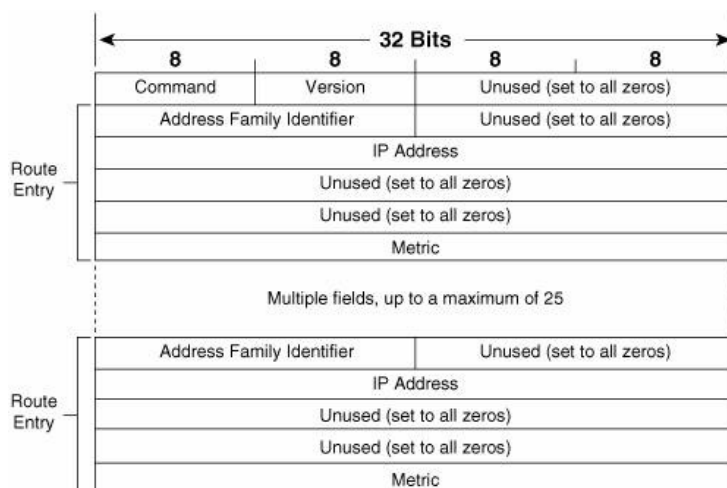 32 Bits
8 8 8 8
Command Version Unused (set to all zeros)
Address Family Identifier Unused (set to all zeros)
IP Address
Route
Entry
Unused (set to all zeros)
Unused (set to all zeros)
Metric
Multiple fields, up to a maximum of 25
Address Family Identifier Unused (set to all zeros)
IP Address
Route
Entry
Unused (set to all zeros)
Unused (set to all zeros)
Metric